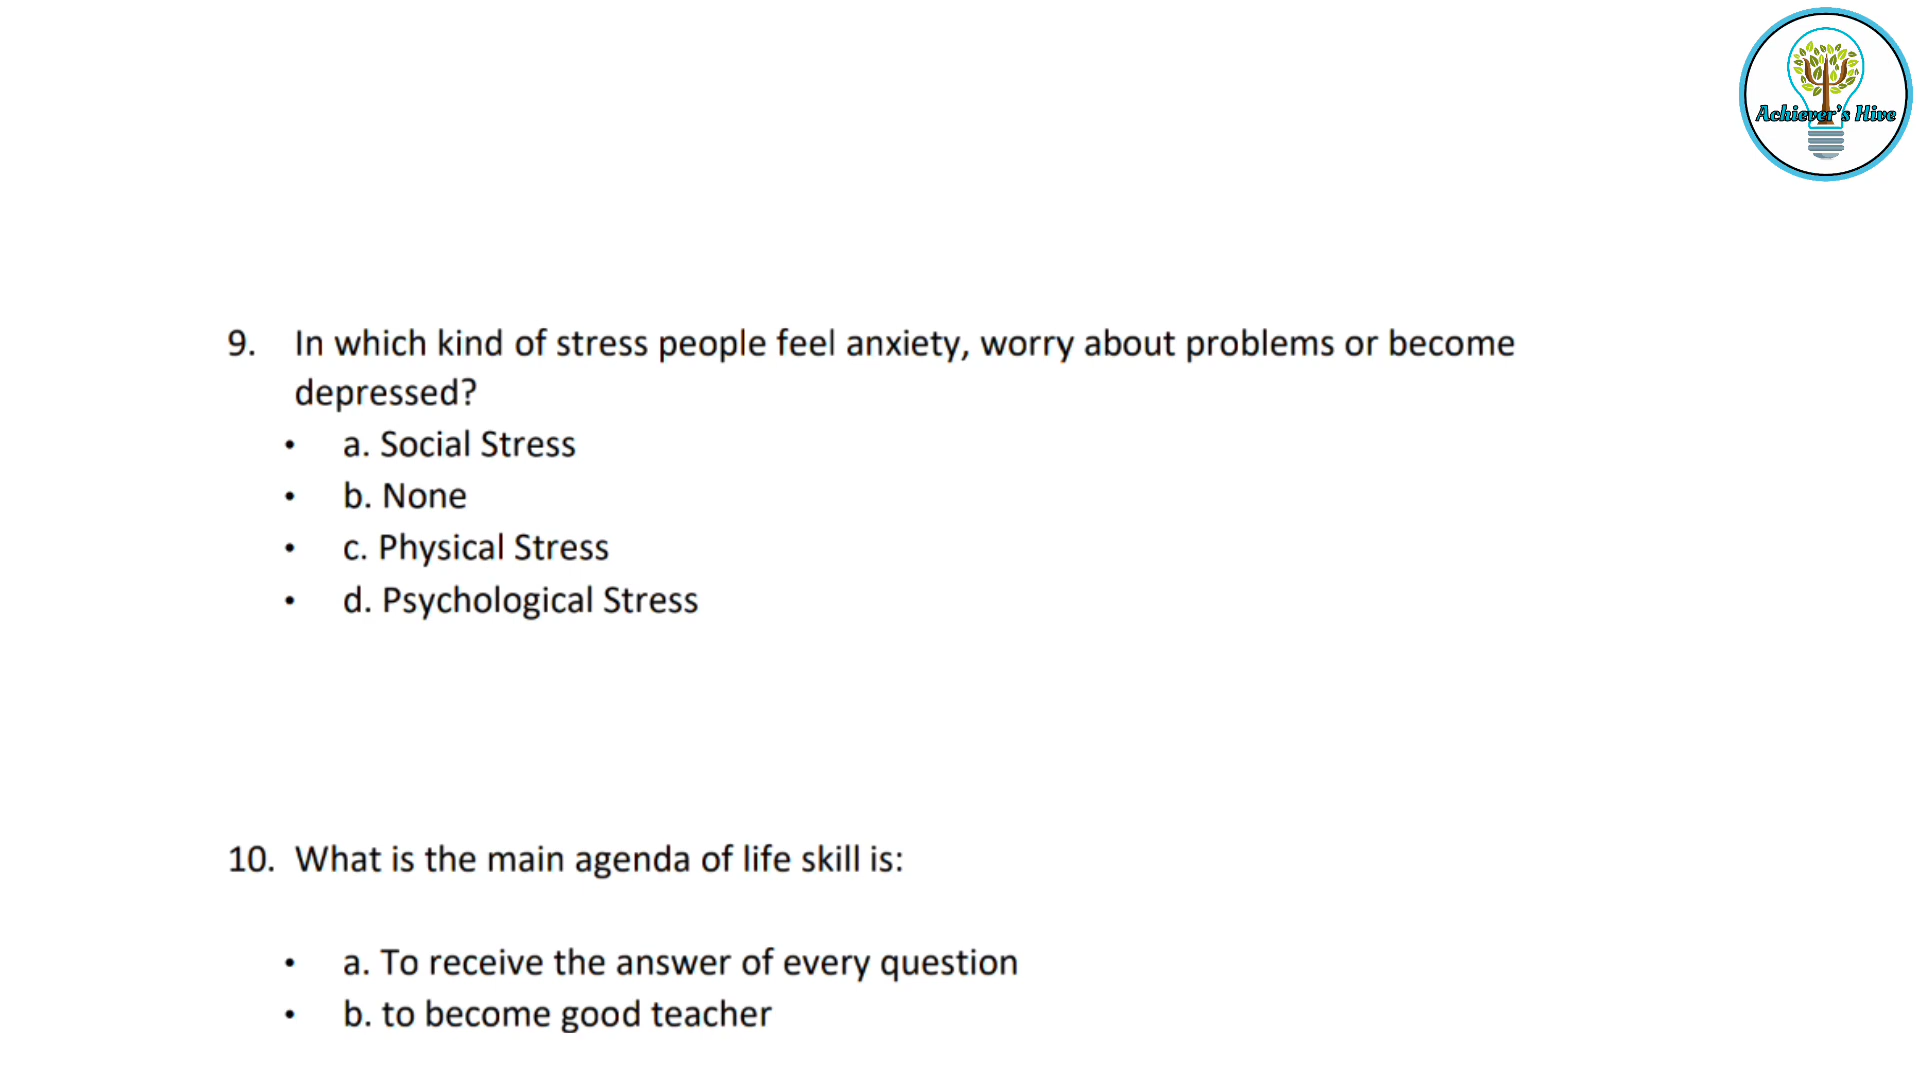 Achiever's Hive
9. In which kind of stress people feel anxiety, worry about problems or become
depressed?
• a. Social Stress
• b. None
• c. Physical Stress
• d. Psychological Stress
10. What is the main agenda of life skill is:
• a. To receive the answer of every question
• b. to become good teacher